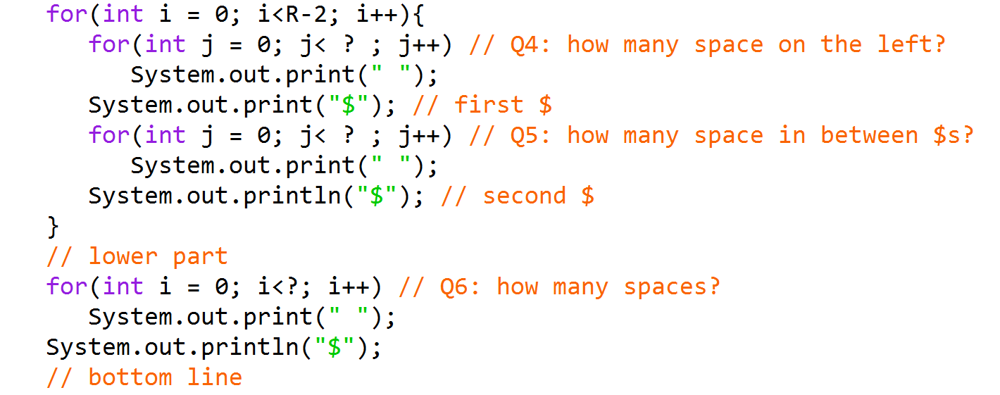 for(int i = 0; i<R-2; i++){
for(int j = 0; j< ? ; j++) // Q4: how many space on the left?
System.out.print(" ");
System.out.print("$"); // first $
for(int j = 0; j< ? ; j++) // Q5: how many space in between $s?
System.out.print(" ");
System.out.println("$"); // second $
}
// lower part
for(int i = 0; i<?; i++) // Q6: how many spaces?
System.out.print(" ");
System.out.println("$");
// bottom line